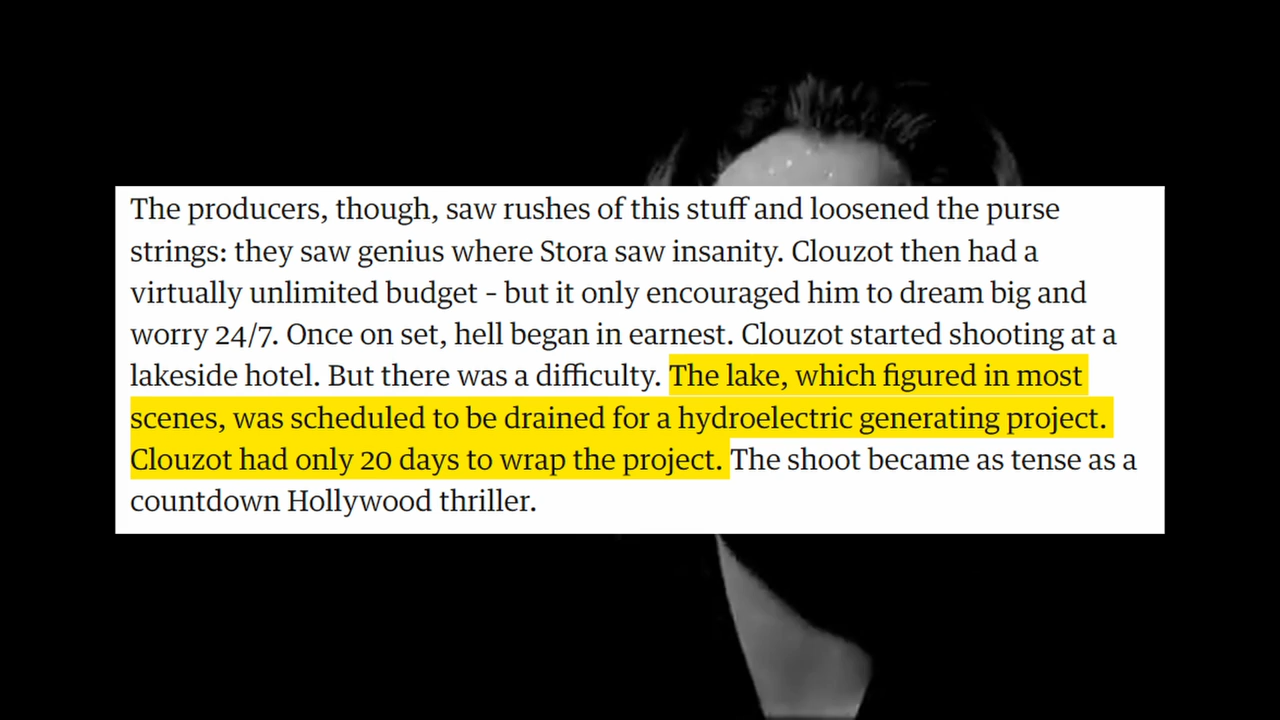 The producers, though, saw rushes of this stuff and loosened the purse
strings: they saw genius where Stora saw insanity. Clouzot then had a
virtually unlimited budget – but it only encouraged him to dream big and
worry 24/7. Once on set, hell began in earnest. Clouzot started shooting at a
lakeside hotel. But there was a difficulty. The lake, which figured in most
scenes, was scheduled to be drained for a hydroelectric generating project.
Clouzot had only 20 days to wrap the project. The shoot became as tense as a
countdown Hollywood thriller.